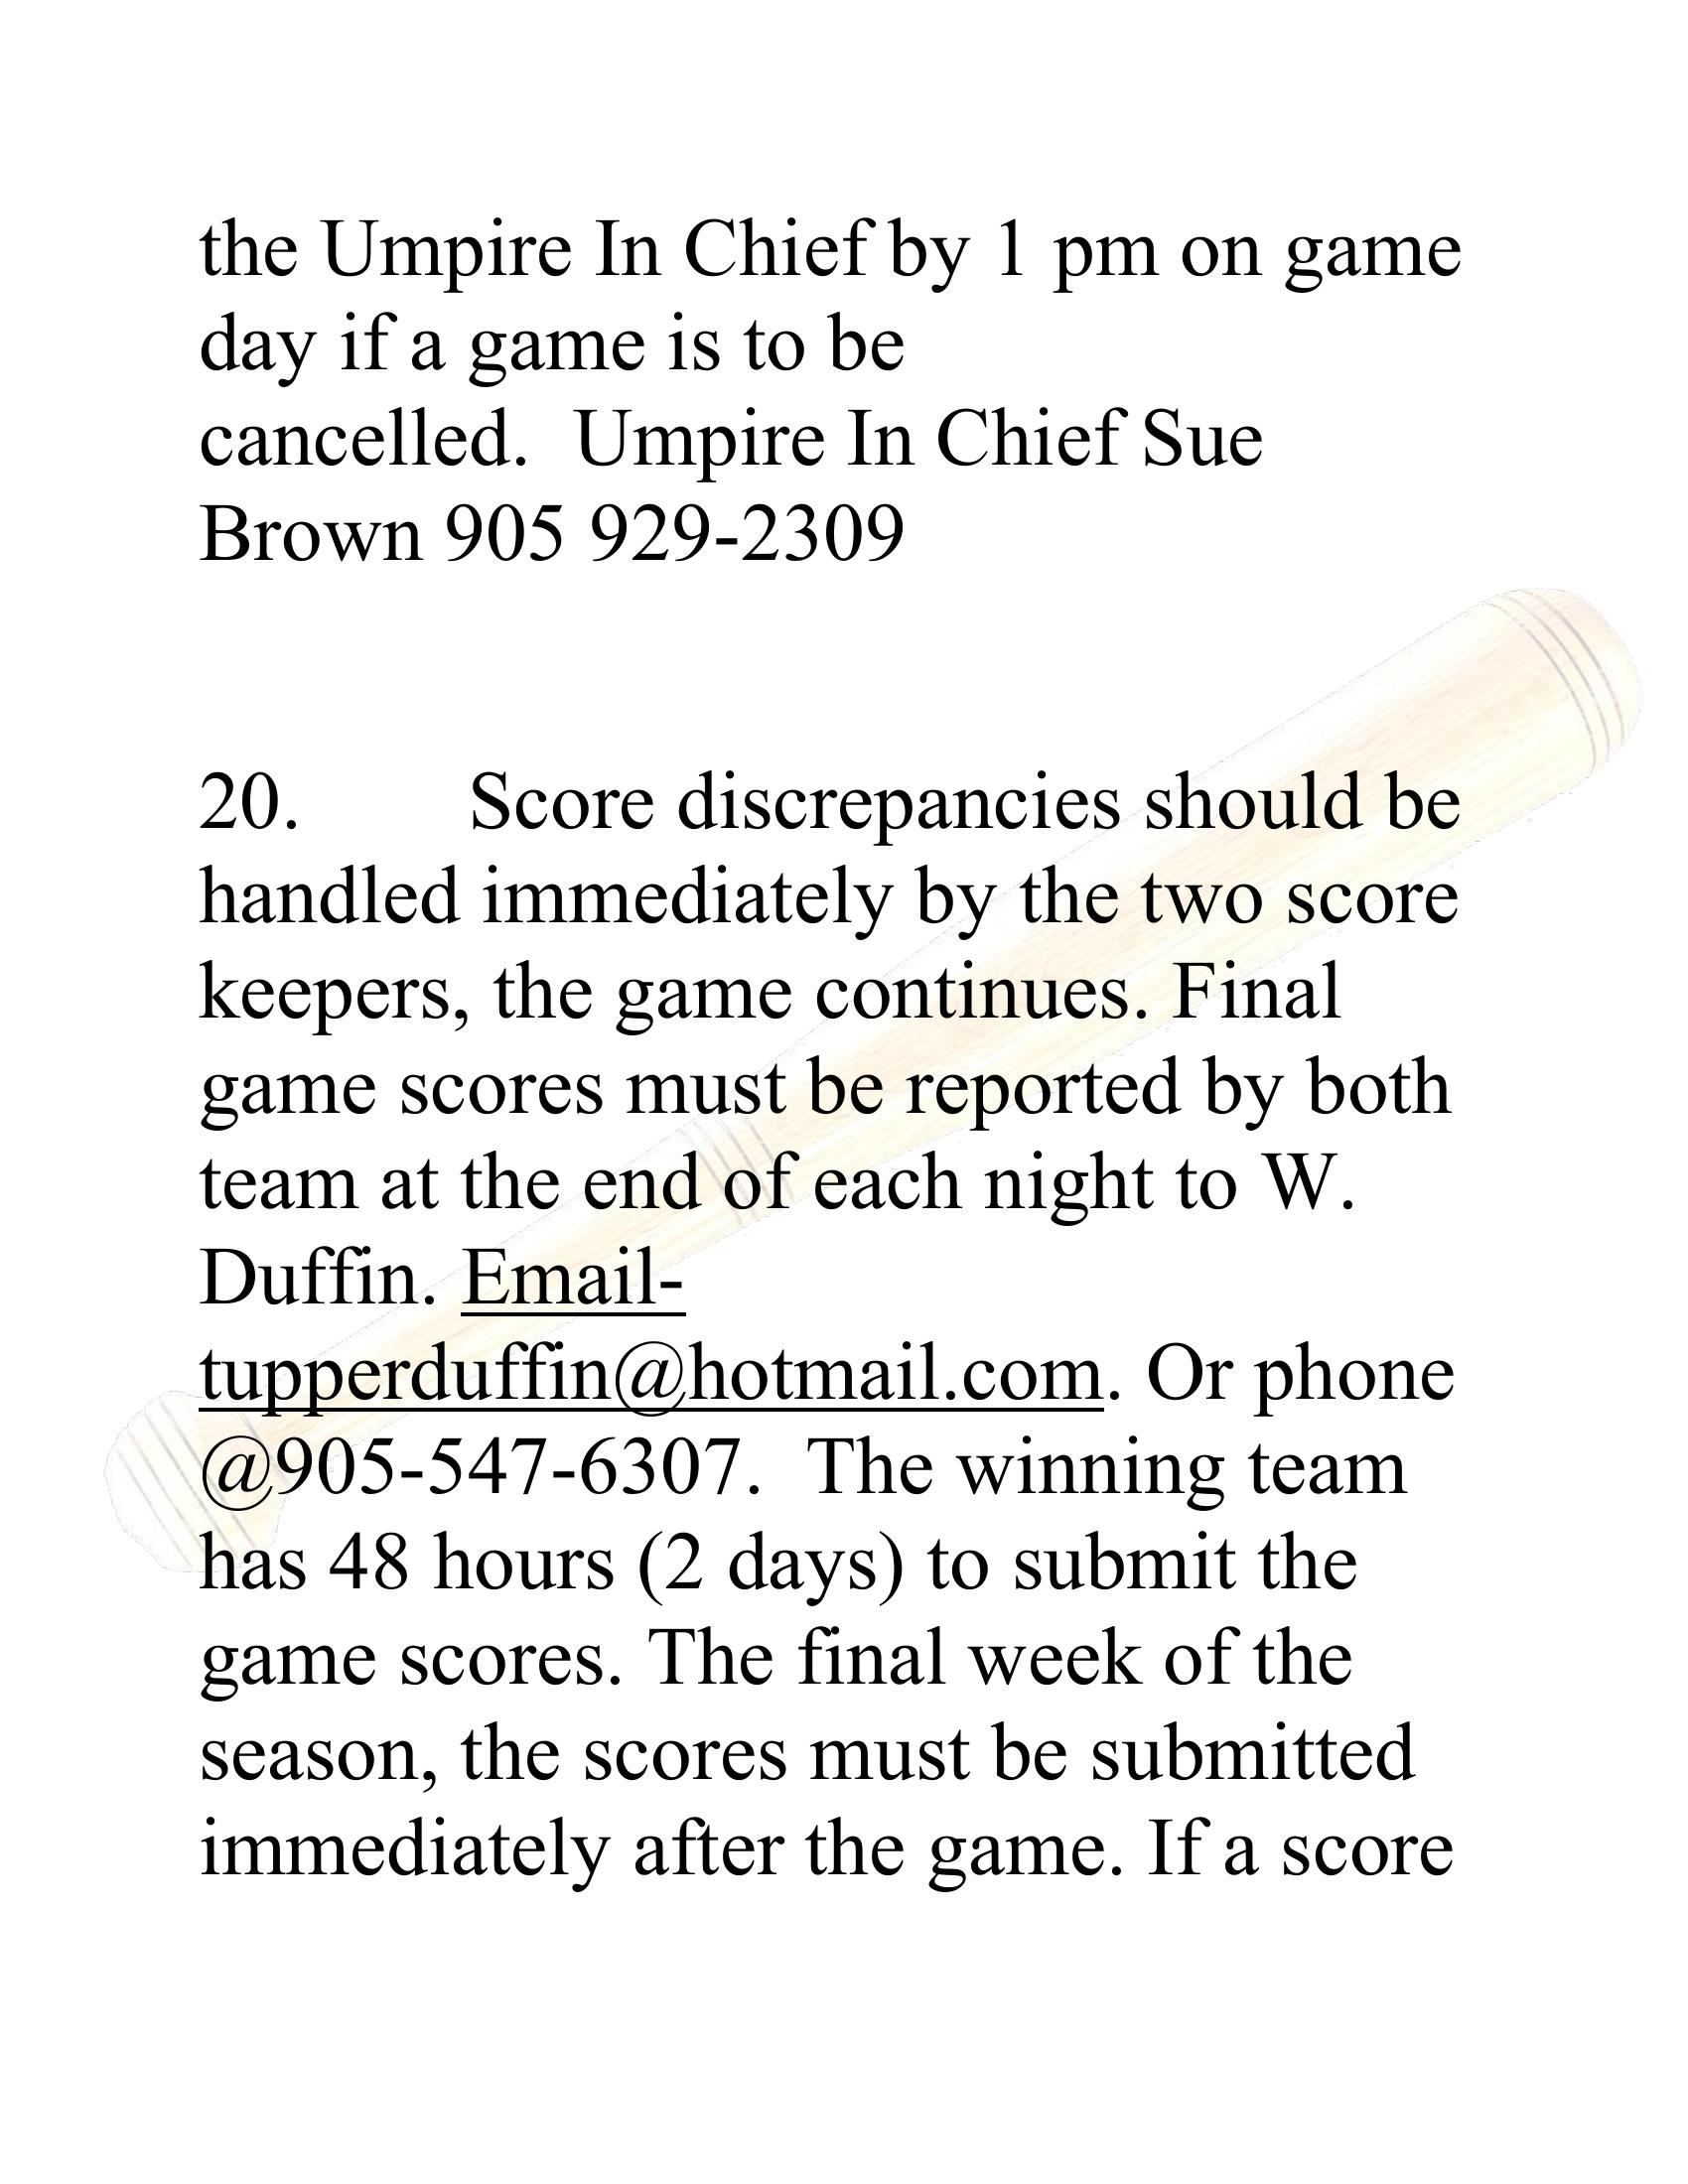 the Umpire In Chief by 1 pm on game
day if a game is to be
cancelled.  Umpire In Chief Sue
Brown 905 929-2309
20.        Score discrepancies should be
handled immediately by the two score
keepers, the game continues. Final
game scores must be reported by both
team at the end of each night to W.
Duffin. Email-
tupperduffin@hotmail.com. Or phone
@905-547-6307.  The winning team
has 48 hours (2 days) to submit the
game scores. The final week of the
season, the scores must be submitted
immediately after the game. If a score